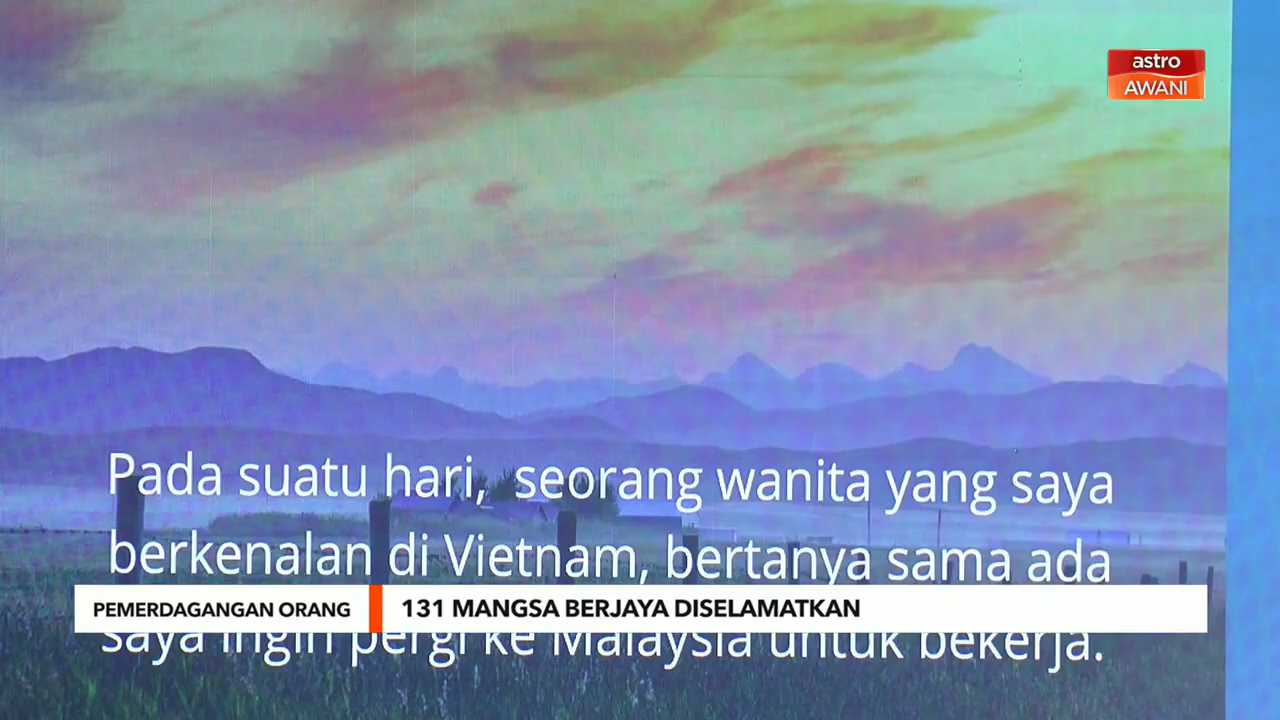 astro
AWANI
Pada suatu hari, seorang wanita yang saya
berkenalan di Vietnam, bertanya sama ada
PEMERDAGANGAN ORANG 131 MANGSA BERJAYA DISELAMATKAN
saya ingin pergi ke Malaysia untuk bekerja.